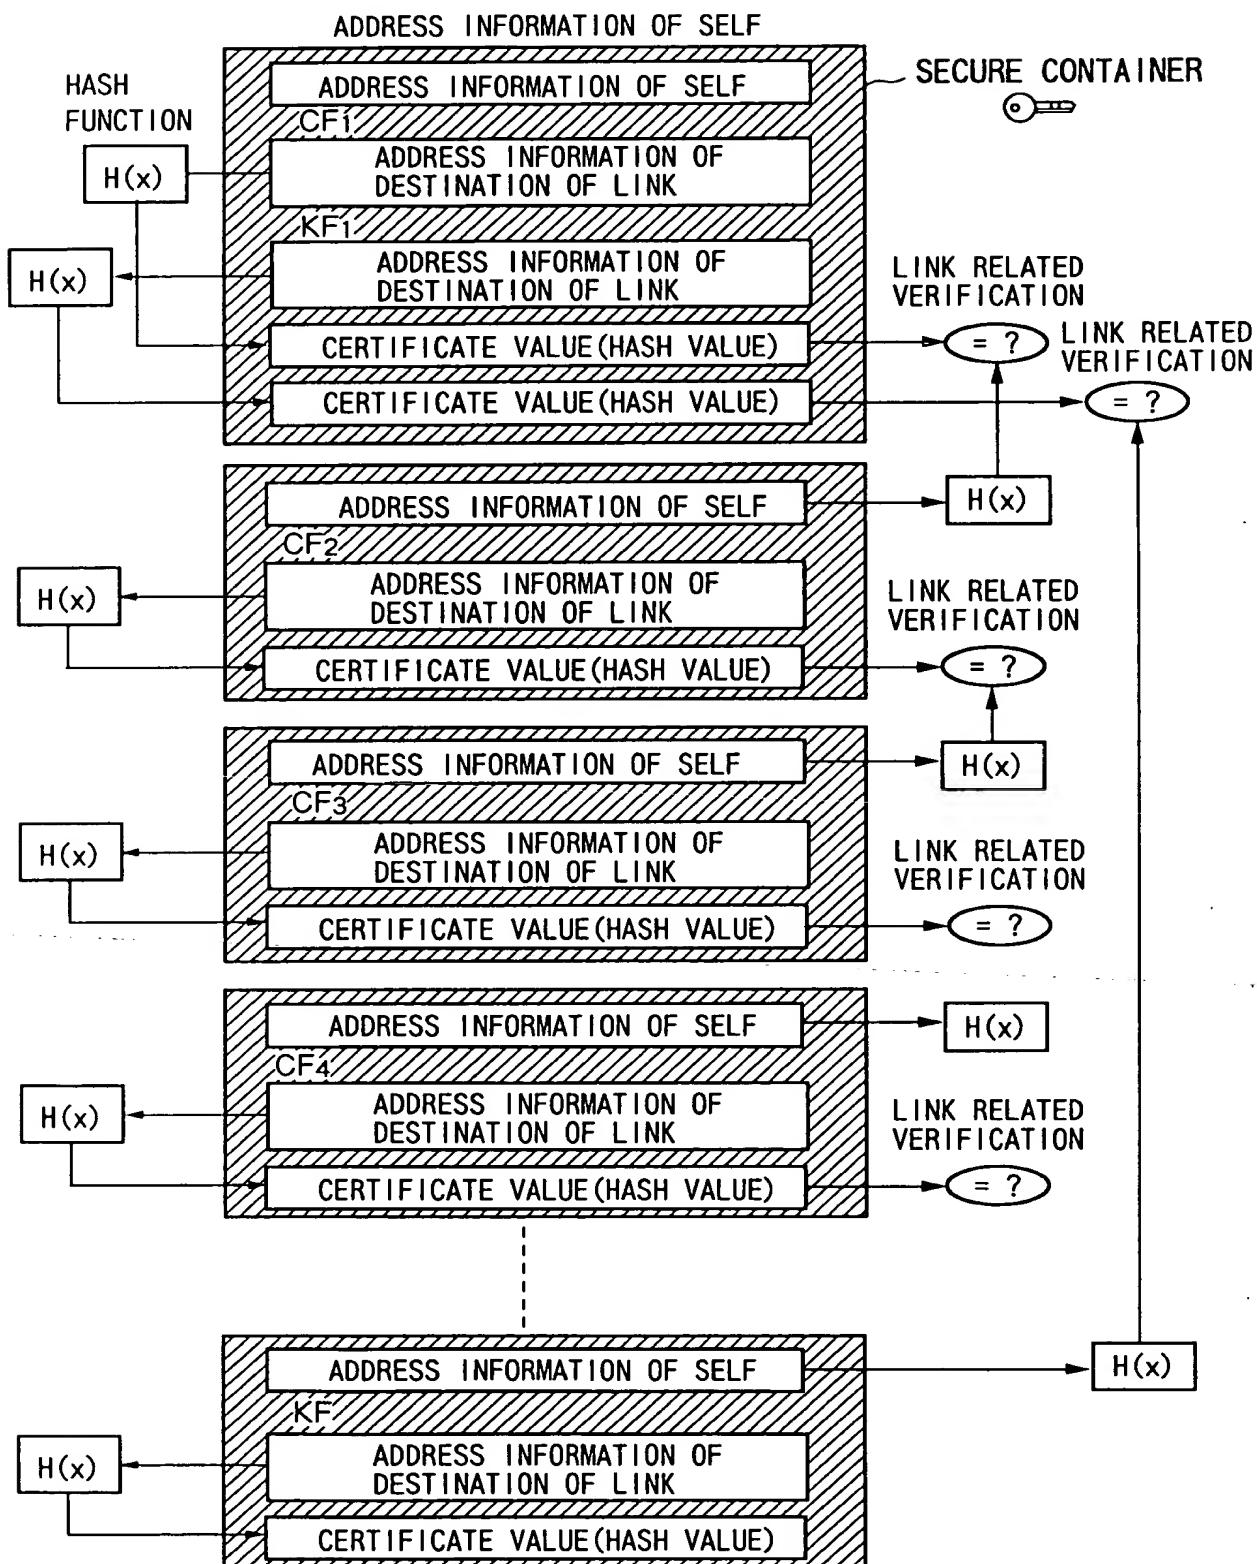 ADDRESS INFORMATION OF SELF
HASH
FUNCTION
ADDRESS INFORMATION OF SELF
SECURE CONTAINER
CF1
H(x)
ADDRESS INFORMATION OF
DESTINATION OF LINK
KF1
H(x)
ADDRESS INFORMATION OF
DESTINATION OF LINK
LINK RELATED
VERIFICATION
CERTIFICATE VALUE(HASH VALUE)
= ?
LINK RELATED
VERIFICATION
CERTIFICATE VALUE(HASH VALUE)
= ?
ADDRESS INFORMATION OF SELF
H(x)
CF2
H(x)
ADDRESS INFORMATION OF
DESTINATION OF LINK
LINK RELATED
VERIFICATION
CERTIFICATE VALUE(HASH VALUE)
= ?
ADDRESS INFORMATION OF SELF
H(x)
CF3
H(x)
ADDRESS INFORMATION OF
DESTINATION OF LINK
LINK RELATED
VERIFICATION
CERTIFICATE VALUE(HASH VALUE)
= ?
ADDRESS INFORMATION OF SELF
H(x)
CF4
H(x)
ADDRESS INFORMATION OF
DESTINATION OF LINK
LINK RELATED
VERIFICATION
CERTIFICATE VALUE(HASH VALUE)
= ?
ADDRESS INFORMATION OF SELF
H(x)
KF
H(x)
ADDRESS INFORMATION OF
DESTINATION OF LINK
CERTIFICATE VALUE(HASH VALUE)